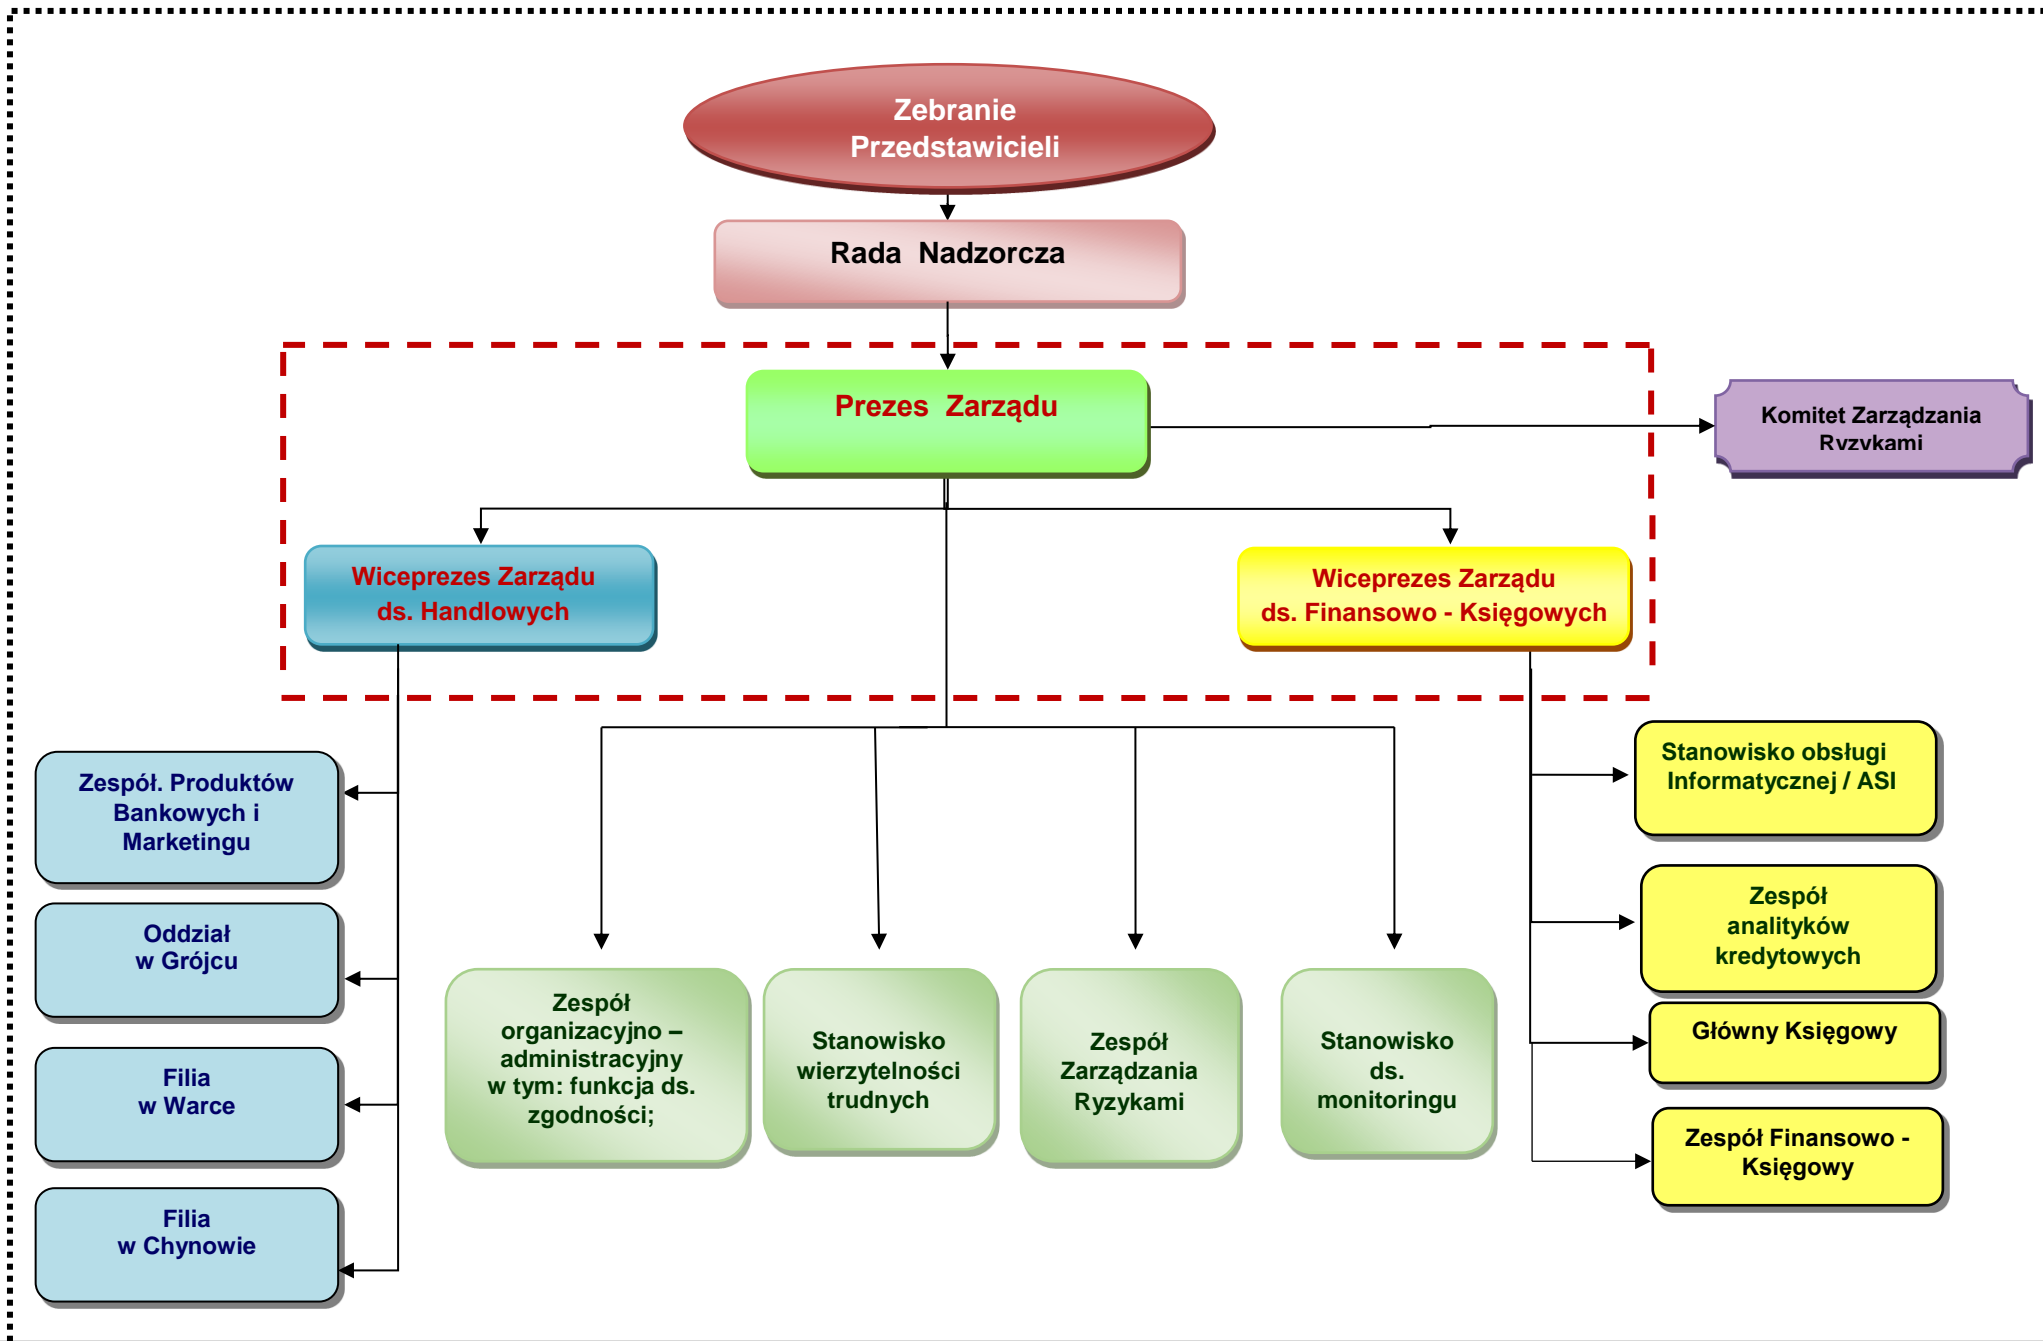 Zebranie
Przedstawicieli
Rada Nadzorcza
Prezes Zarządu
Komitet Zarządzania
Ryzykami
Wiceprezes Zarządu
ds. Handlowych
Wiceprezes Zarządu
ds. Finansowo - Księgowych
Zespół. Produktów
Bankowych i
Marketingu
Oddział
w Grójcu
Filia
w Warce
Filia
w Chynowie
Zespół
organizacyjno –
administracyjny
w tym: funkcja ds.
zgodności;
Stanowisko
wierzytelności
trudnych
Zespół
Zarządzania
Ryzykami
Stanowisko
ds.
monitoringu
Stanowisko obsługi
Informatycznej / ASI
Zespół
analityków
kredytowych
Główny Księgowy
Zespół Finansowo -
Księgowy